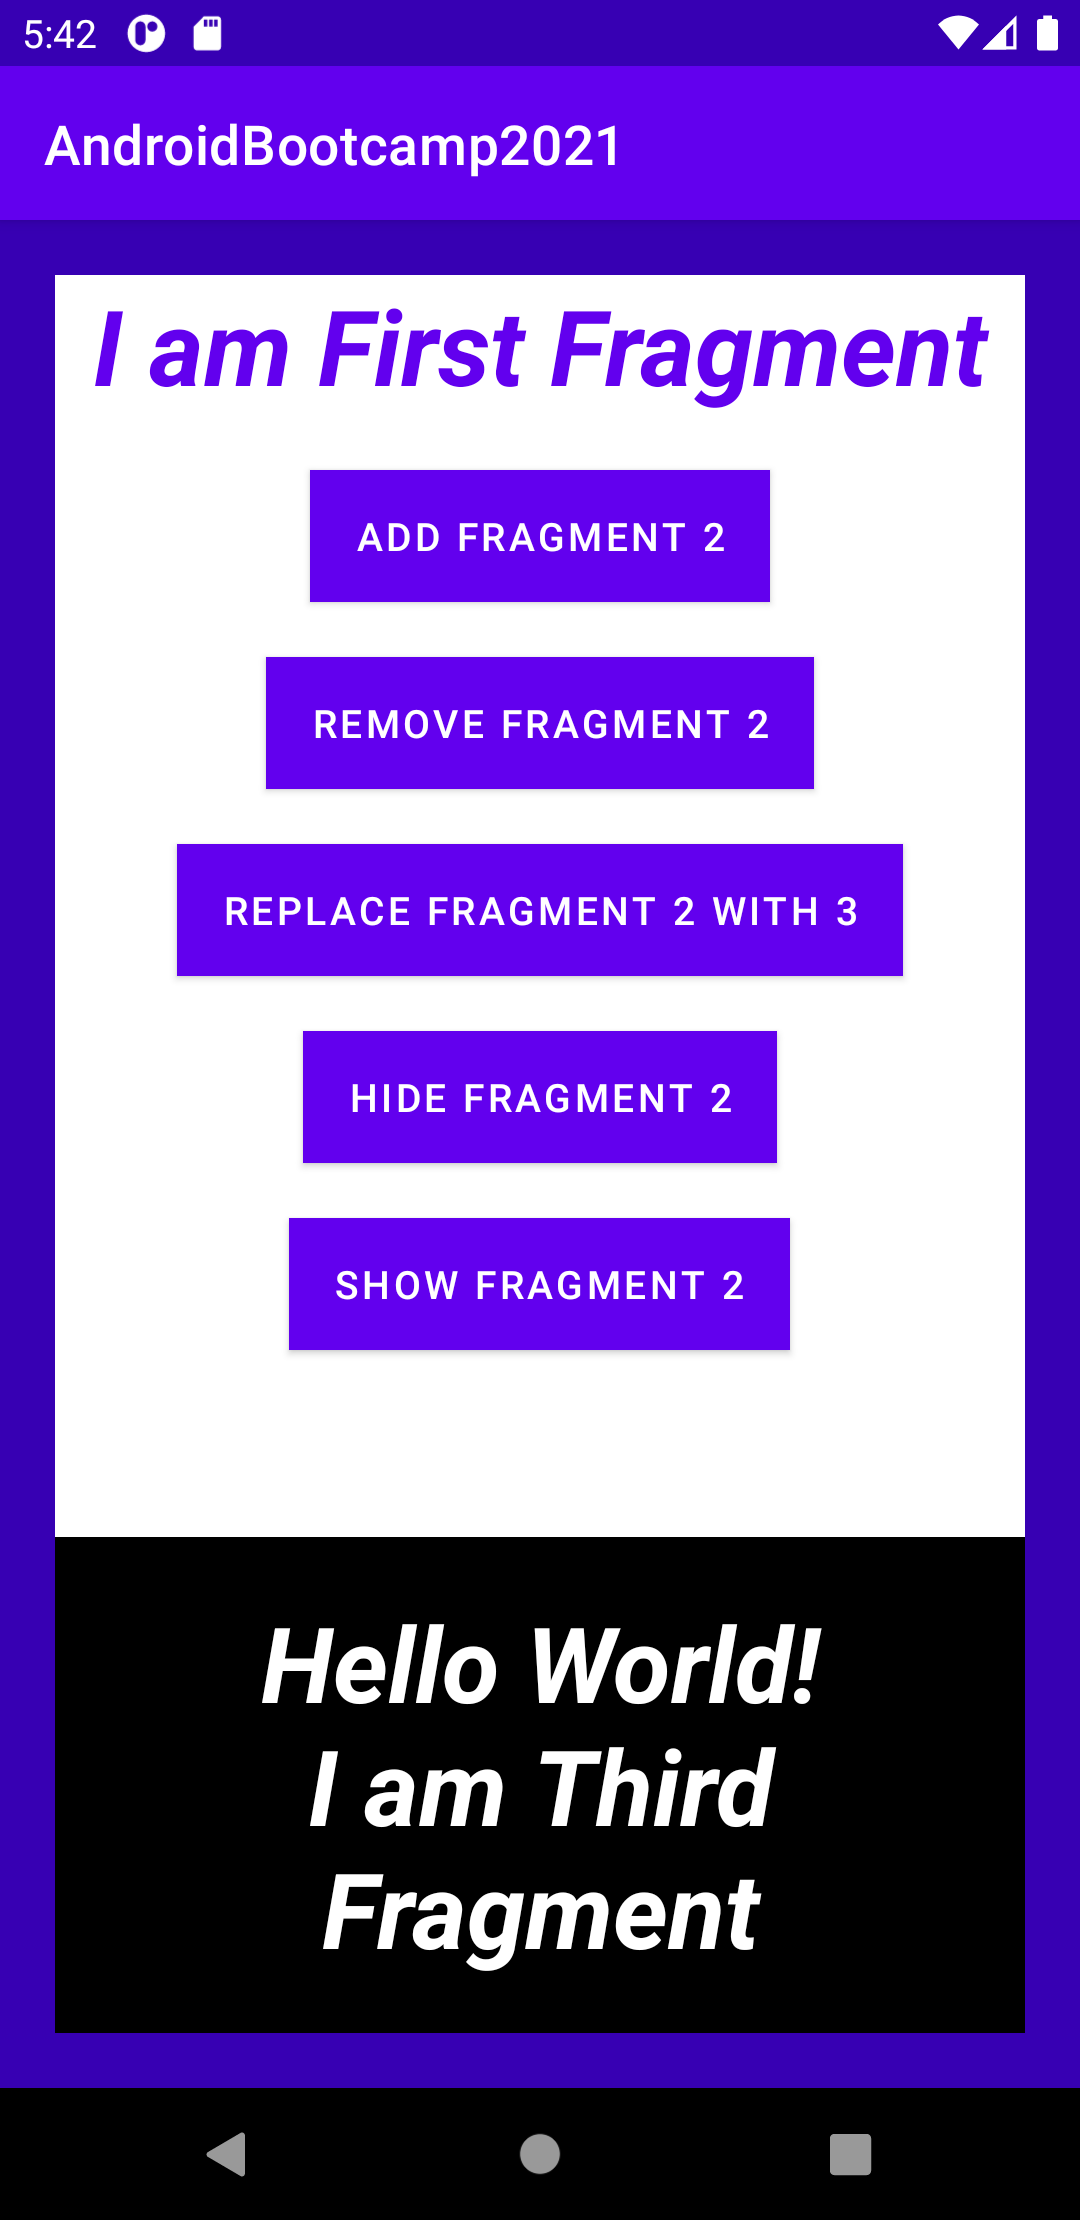 5:42
AndroidBootcamp2021
I am First Fragment
ADD FRAGMENT 2
REMOVE FRAGMENT 2
REPLACE FRAGMENT 2 WITH 3
HIDE FRAGMENT 2
SHOW FRAGMENT 2
Hello World!
I am Third
Fragment